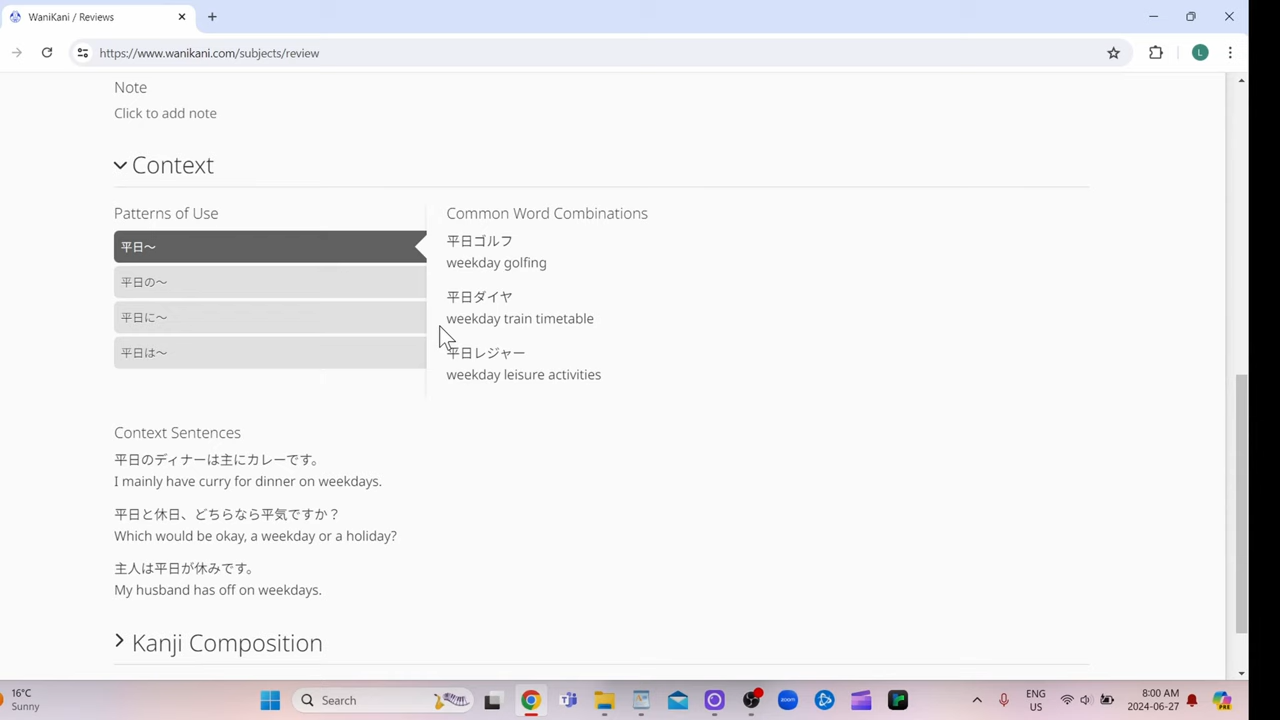 WaniKani / Reviews
https://www.wanikani.com/subjects/review
L
Note
Click to add note
Context
Patterns of Use
平日〜
平日の〜
平日に〜
平日は〜
Common Word Combinations
平日ゴルフ
weekday golfing
平日ダイヤ
weekday train timetable
平日レジャー
weekday leisure activities
Context Sentences
平日のディナーは主にカレーです。
I mainly have curry for dinner on weekdays.
平日と休日、どちらなら平気ですか？
Which would be okay, a weekday or a holiday?
主人は平日が休みです。
My husband has off on weekdays.
Kanji Composition
16°C
Sunny
Search
zoom
ENG
US
8:00 AM
2024-06-27
PRE